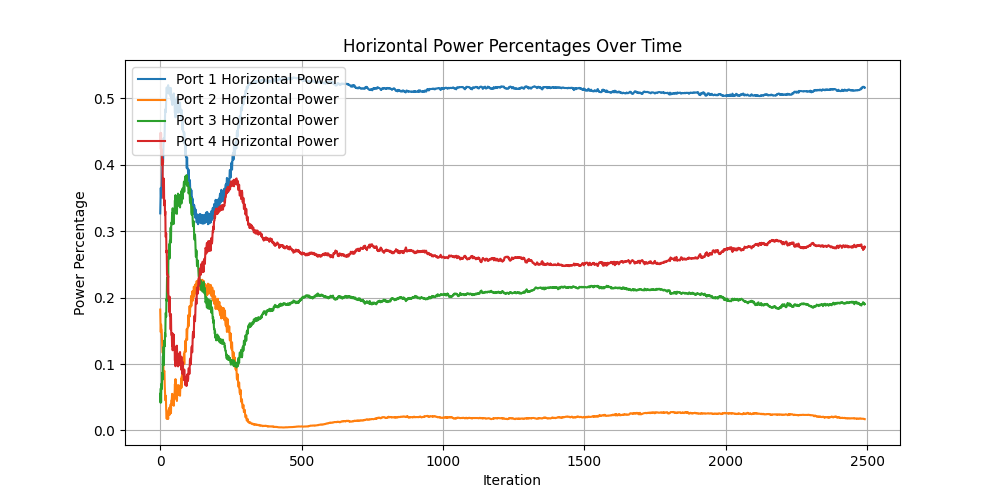 Horizontal Power Percentages Over Time
Port 1 Horizontal Power
Port 2 Horizontal Power
Port 3 Horizontal Power
Port 4 Horizontal Power
Power Percentage
0.5
0.4
0.3
0.2
0.1
0.0
0 500 1000 1500 2000 2500
Iteration